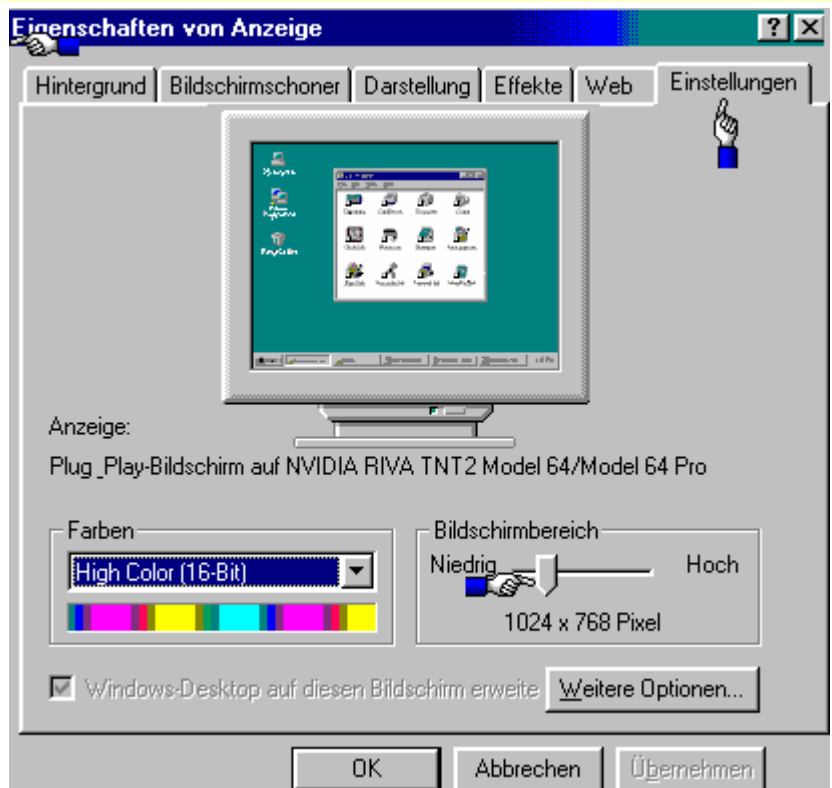 Eigenschaften von Anzeige
Hintergrund Bildschirmschoner Darstellung Effekte Web Einstellungen
Anzeige:
Plug_Play-Bildschirm auf NVIDIA RIVA TNT2 Model 64/Model 64 Pro
Farben
High Color (16-Bit)
Bildschirmbereich
Niedrig Hoch
1024 x 768 Pixel
Windows-Desktop auf diesen Bildschirm erweite
Weitere Optionen...
OK Abbrechen Übernehmen